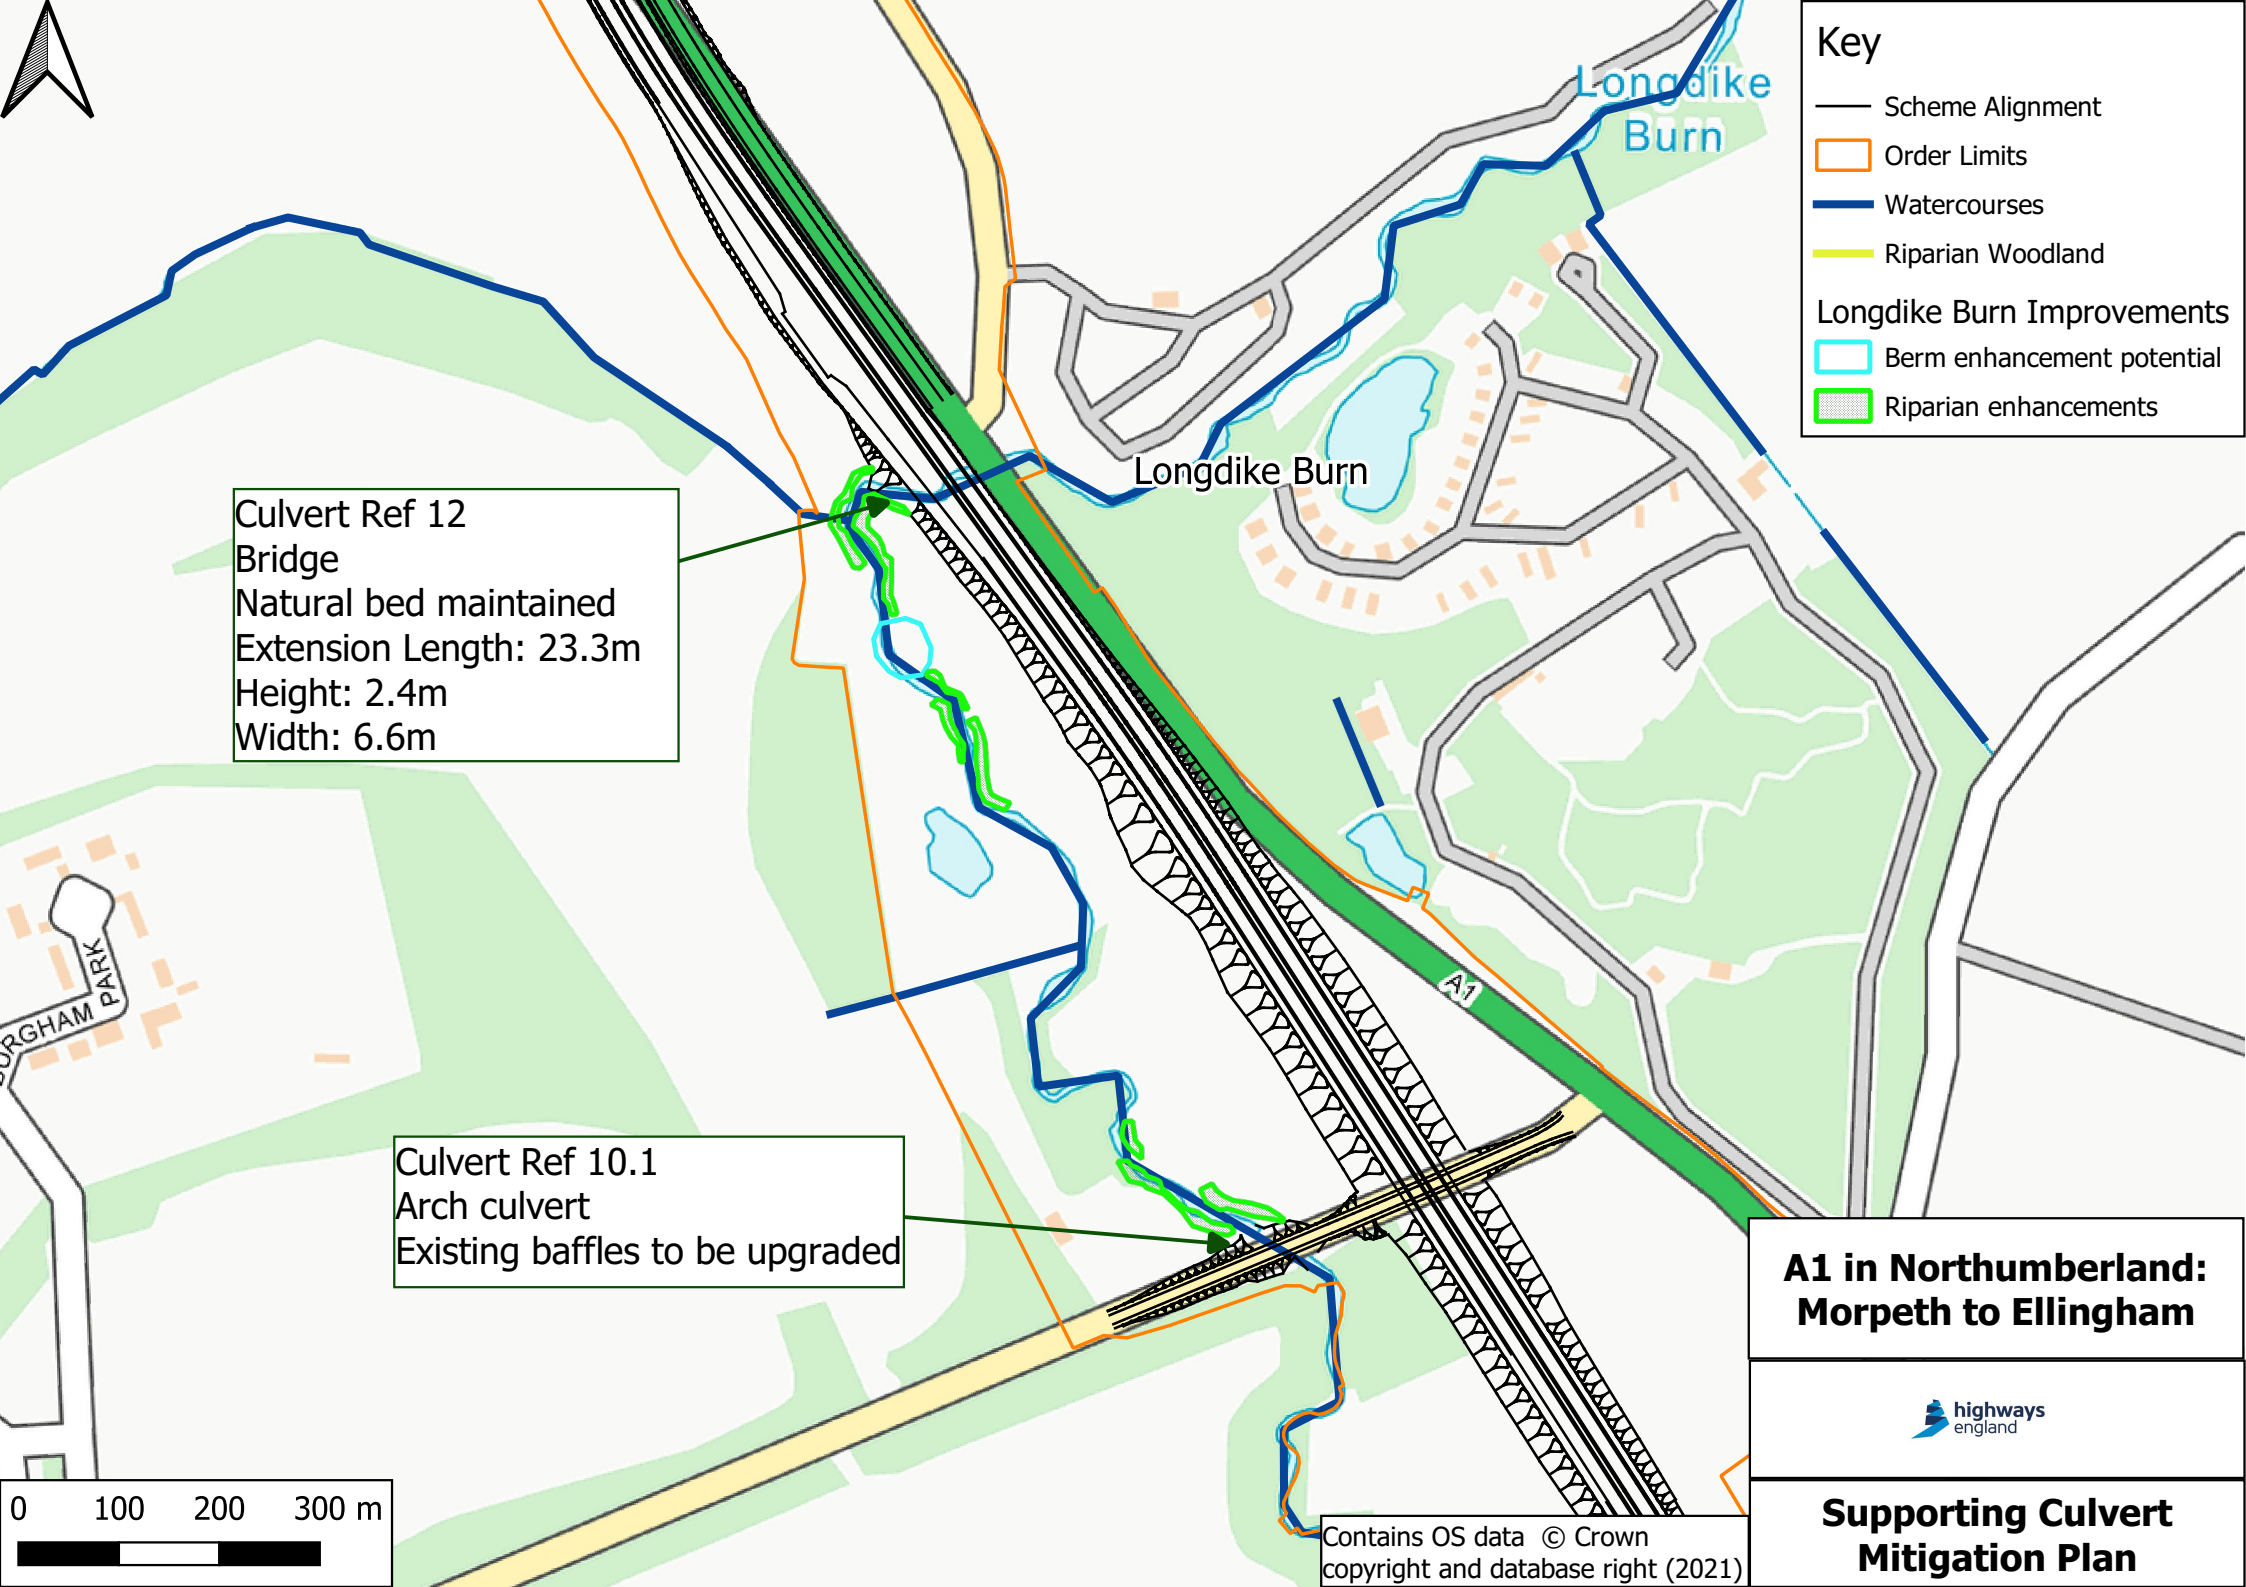 Longdike
Burn
Key
Scheme Alignment
Order Limits
Watercourses
Riparian Woodland
Longdike Burn Improvements
Berm enhancement potential
Riparian enhancements
Longdike Burn
Culvert Ref 12
Bridge
Natural bed maintained
Extension Length: 23.3m
Height: 2.4m
Width: 6.6m
PARK
A1
Culvert Ref 10.1
Arch culvert
Existing baffles to be upgraded
A1 in Northumberland:
Morpeth to Ellingham
highways
england
Supporting Culvert
Mitigation Plan
0 100 200 300 m
Contains OS data © Crown
copyright and database right (2021)